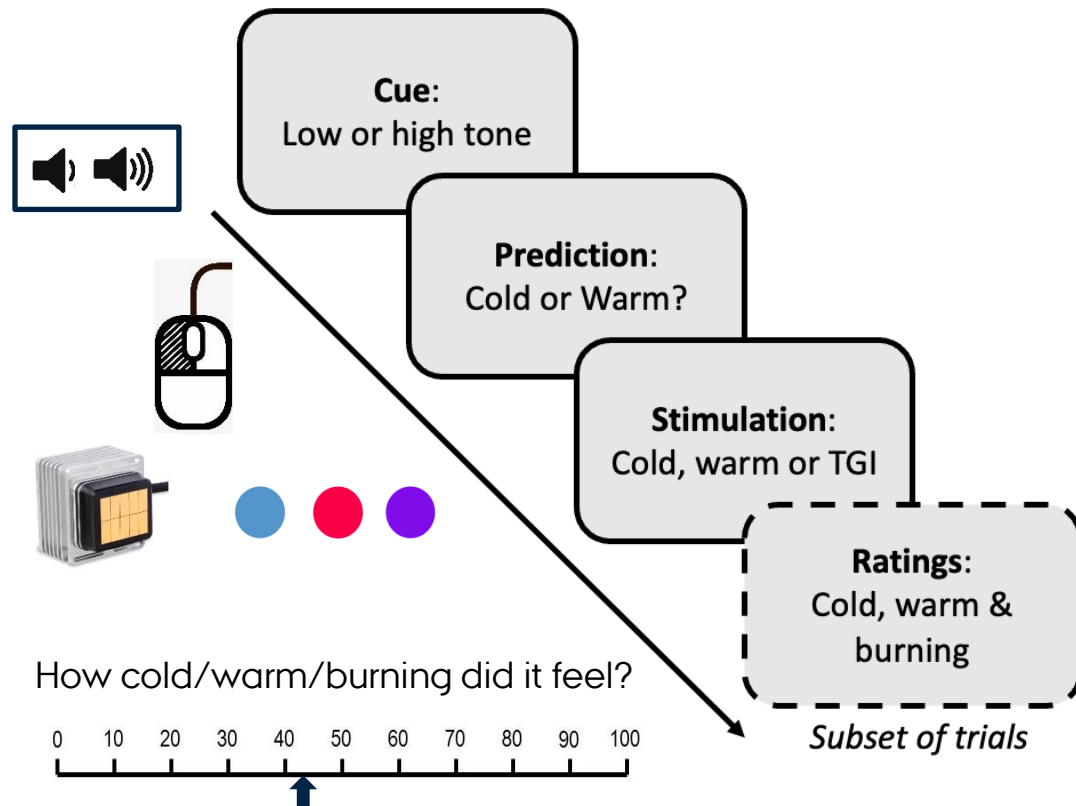 Cue:
Low or high tone
Prediction:
Cold or Warm?
Stimulation:
Cold, warm or TGI
Ratings:
Cold, warm &
burning
Subset of trials
How cold/warm/burning did it feel?
0 10 20 30 40 50 60 70 80 90 100